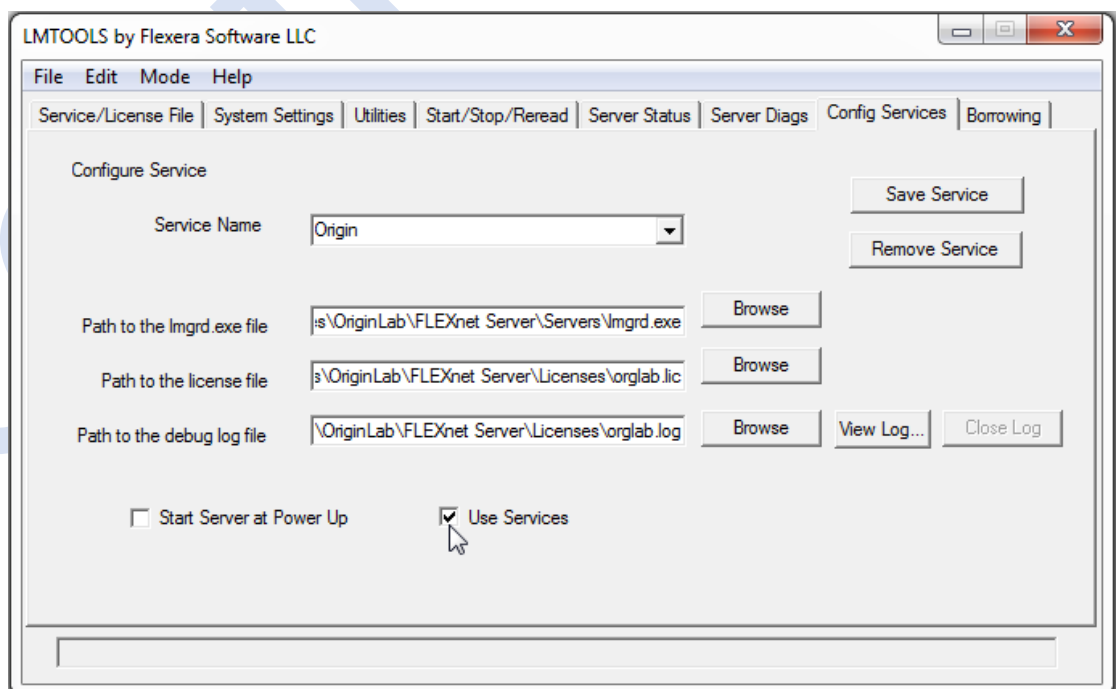 LMTOOLS by Flexera Software LLC
File Edit Mode Help
Service/License File System Settings Utilities Start/Stop/Reread Server Status Server Diags Config Services Borrowing
Configure Service
Save Service
Service Name Origin
Remove Service
Path to the lmgrd.exe file s\OriginLab\FLEXnet Server\Servers\lmgrd.exe Browse
Path to the license file s\OriginLab\FLEXnet Server\Licenses\orglab.lic Browse
Path to the debug log file \OriginLab\FLEXnet Server\Licenses\orglab.log Browse View Log... Close Log
Start Server at Power Up Use Services